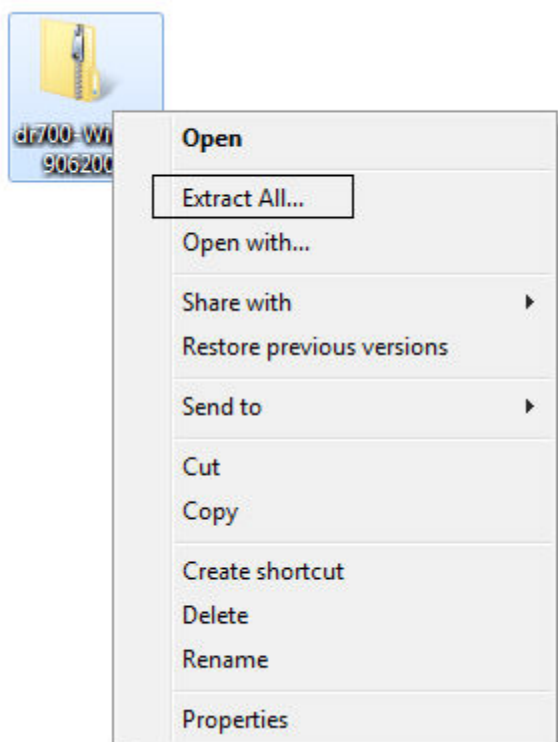 dr700-Wi
906200
Open
Extract All...
Open with...
Share with
Restore previous versions
Send to
Cut
Copy
Create shortcut
Delete
Rename
Properties